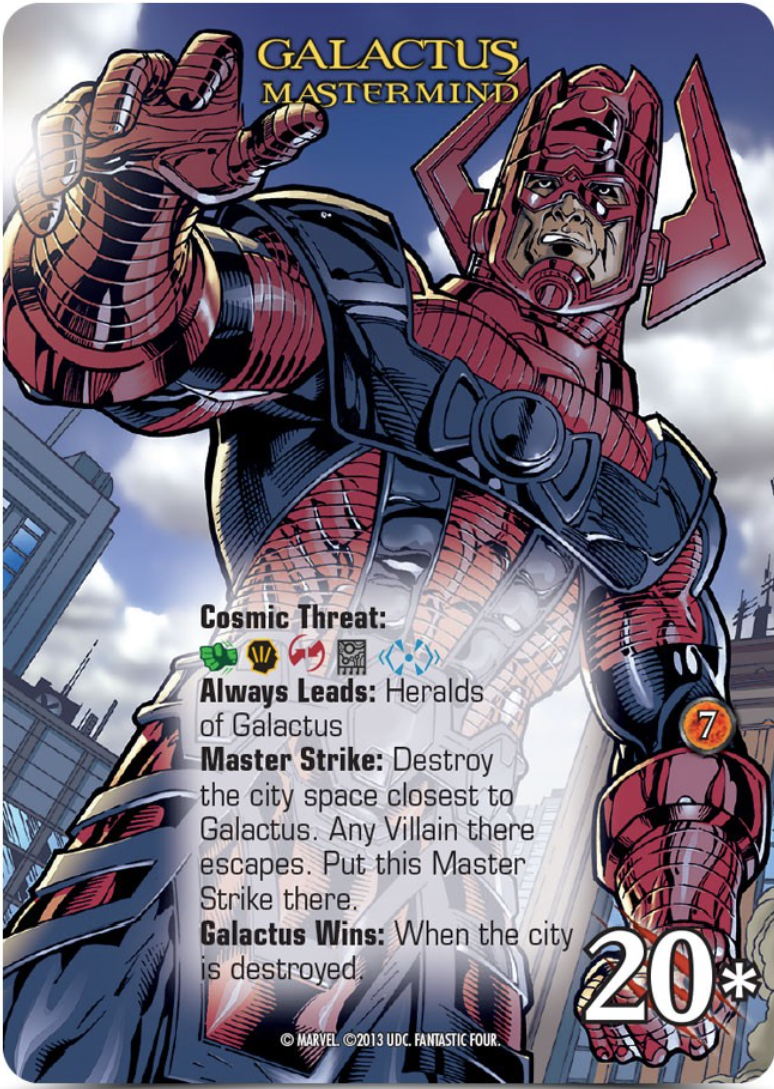 GALACTUS
MASTERMIND
Cosmic Threat:
Always Leads: Heralds
of Galactus
7
Master Strike: Destroy
the city space closest to
Galactus. Any Villain there
escapes. Put this Master
Strike there.
Galactus Wins: When the city
is destroyed.
20*
© MARVEL. ©2013 UDC. FANTASTIC FOUR.